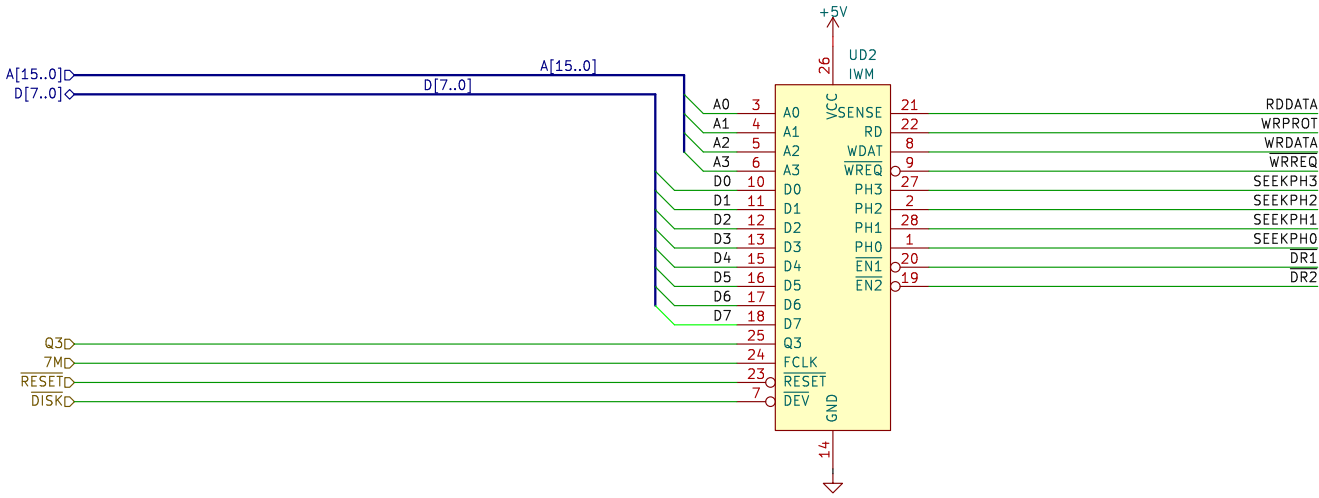 +5V
26
UD2
IWM
A[15..0]
A[15..0]
D[7..0]
D[7..0]
A0 3 A0 VCC SENSE 21 RDDATA
A1 4 A1 RD 22 WRPROT
A2 5 A2 WDAT 8 WRDATA
A3 6 A3 WREQ 9 WRREQ
D0 10 D0 PH3 27 SEEKPH3
D1 11 D1 PH2 2 SEEKPH2
D2 12 D2 PH1 28 SEEKPH1
D3 13 D3 PH0 1 SEEKPH0
D4 15 D4 EN1 20 DR1
D5 16 D5 EN2 19 DR2
D6 17 D6
D7 18 D7
Q3 25 Q3
7M 24 FCLK
RESET 23 RESET
DISK 7 DEV
GND
14